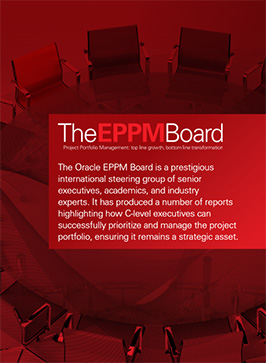 TheEPPMBoard
Project Portfolio Management: top line growth, bottom line transformation
The Oracle EPPM Board is a prestigious
international steering group of senior
executives, academics, and industry
experts. It has produced a number of reports
highlighting how C-level executives can
successfully prioritize and manage the project
portfolio, ensuring it remains a strategic asset.